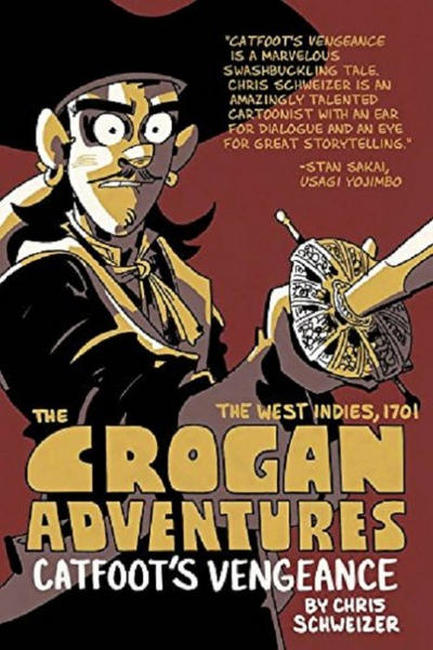 "CATFOOT'S VENGEANCE
IS A MARVELOUS
SWASHBUCKLING TALE.
CHRIS SCHWEIZER IS AN
AMAZINGLY TALENTED
CARTOONIST WITH AN EAR
FOR DIALOGUE AND AN EYE
FOR GREAT STORYTELLING."
-STAN SAKAI,
USAGI YOJIMBO
THE WEST INDIES, 1701
THE
CROGAN
ADVENTURES
CATFOOT'S VENGEANCE
BY CHRIS
SCHWEIZER